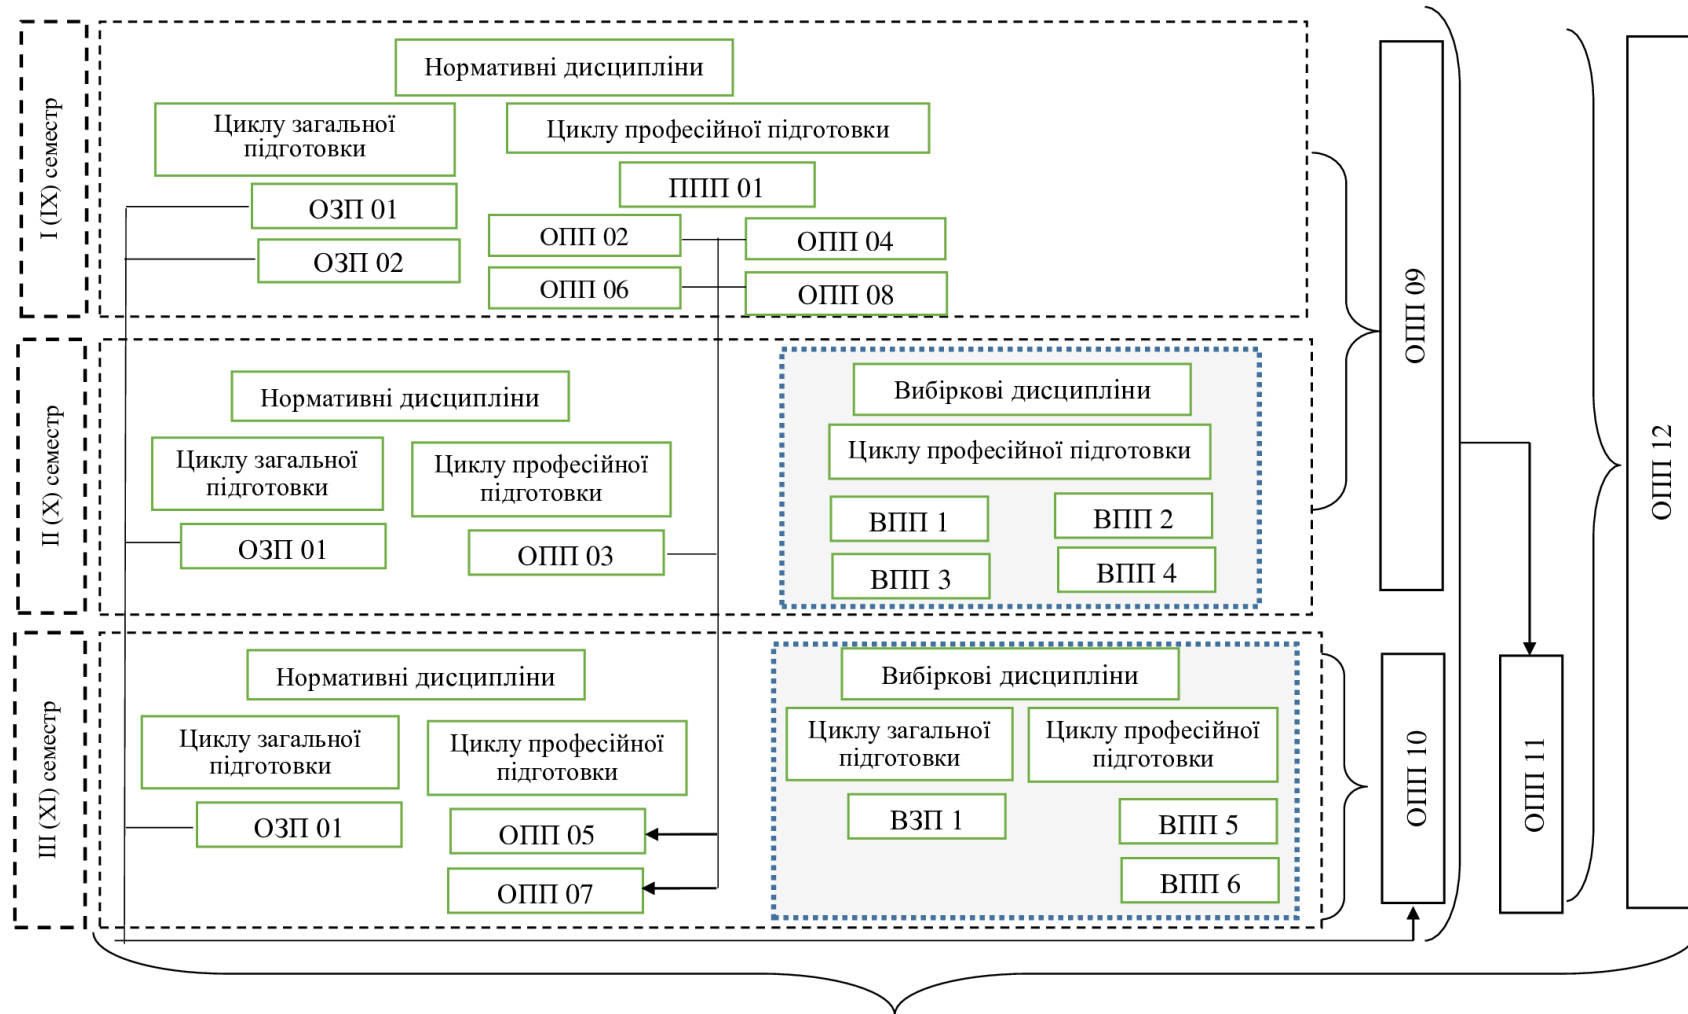 I (IX) семестр
Нормативні дисципліни
Циклу загальної
підготовки
Циклу професійної підготовки
ППП 01
ОЗП 01
ОПП 02
ОПП 04
ОЗП 02
ОПП 06
ОПП 08
II (X) семестр
Нормативні дисципліни
Циклу загальної
підготовки
Циклу професійної
підготовки
ОЗП 01
ОПП 03
Вибіркові дисципліни
Циклу професійної підготовки
ВПП 1
ВПП 2
ВПП 3
ВПП 4
III (XI) семестр
Нормативні дисципліни
Циклу загальної
підготовки
Циклу професійної
підготовки
ОЗП 01
ОПП 05
ОПП 07
Вибіркові дисципліни
Циклу загальної
підготовки
Циклу професійної
підготовки
ВЗП 1
ВПП 5
ВПП 6
ОПП 09
ОПП 10
ОПП 11
ОПП 12